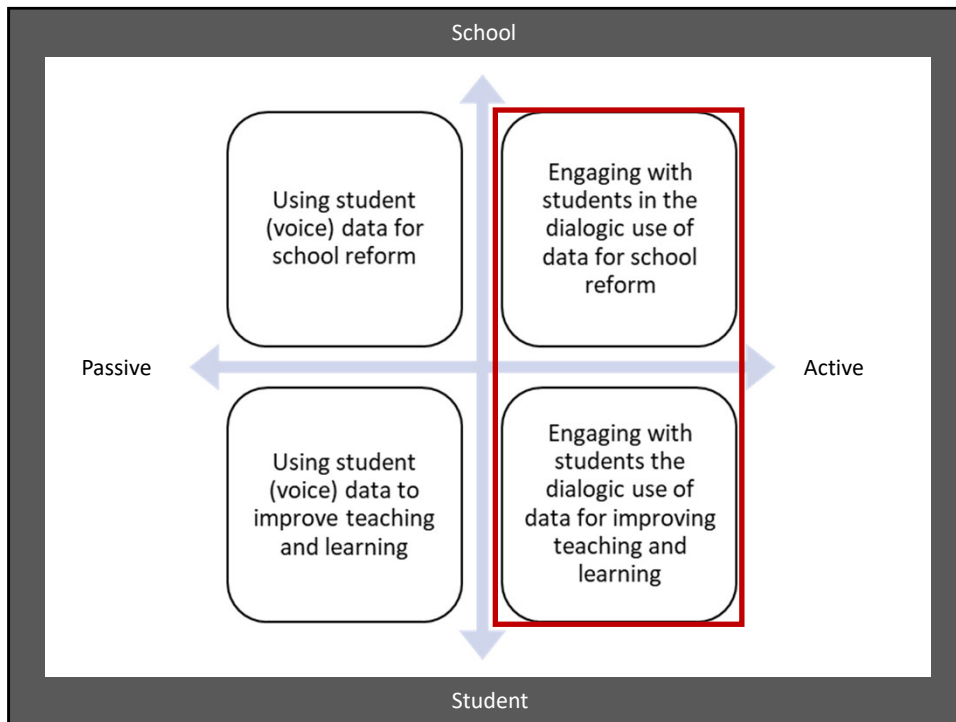 School
Using student
(voice) data for
school reform
Engaging with
students in the
dialogic use of
data for school
reform
Passive
Active
Using student
(voice) data to
improve teaching
and learning
Engaging with
students the
dialogic use of
data for improving
teaching and
learning
Student